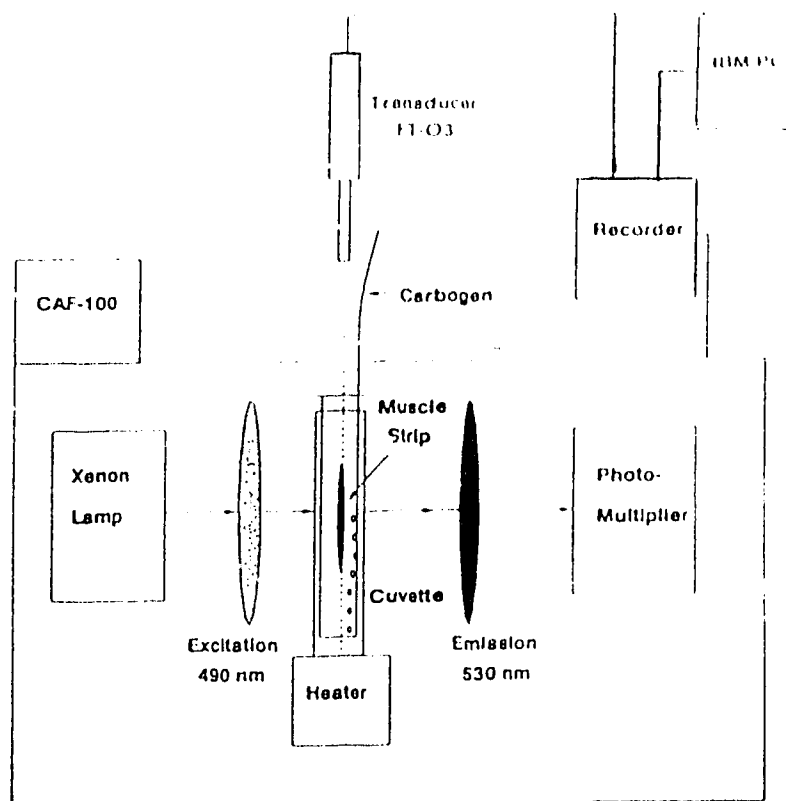 IBM PC
Transducer
FT-O3
Recorder
CAF-100
Carbogen
Muscle
Strip
Xenon
Lamp
Photo-
Multiplier
Cuvette
Excitation
490 nm
Emission
530 nm
Heater